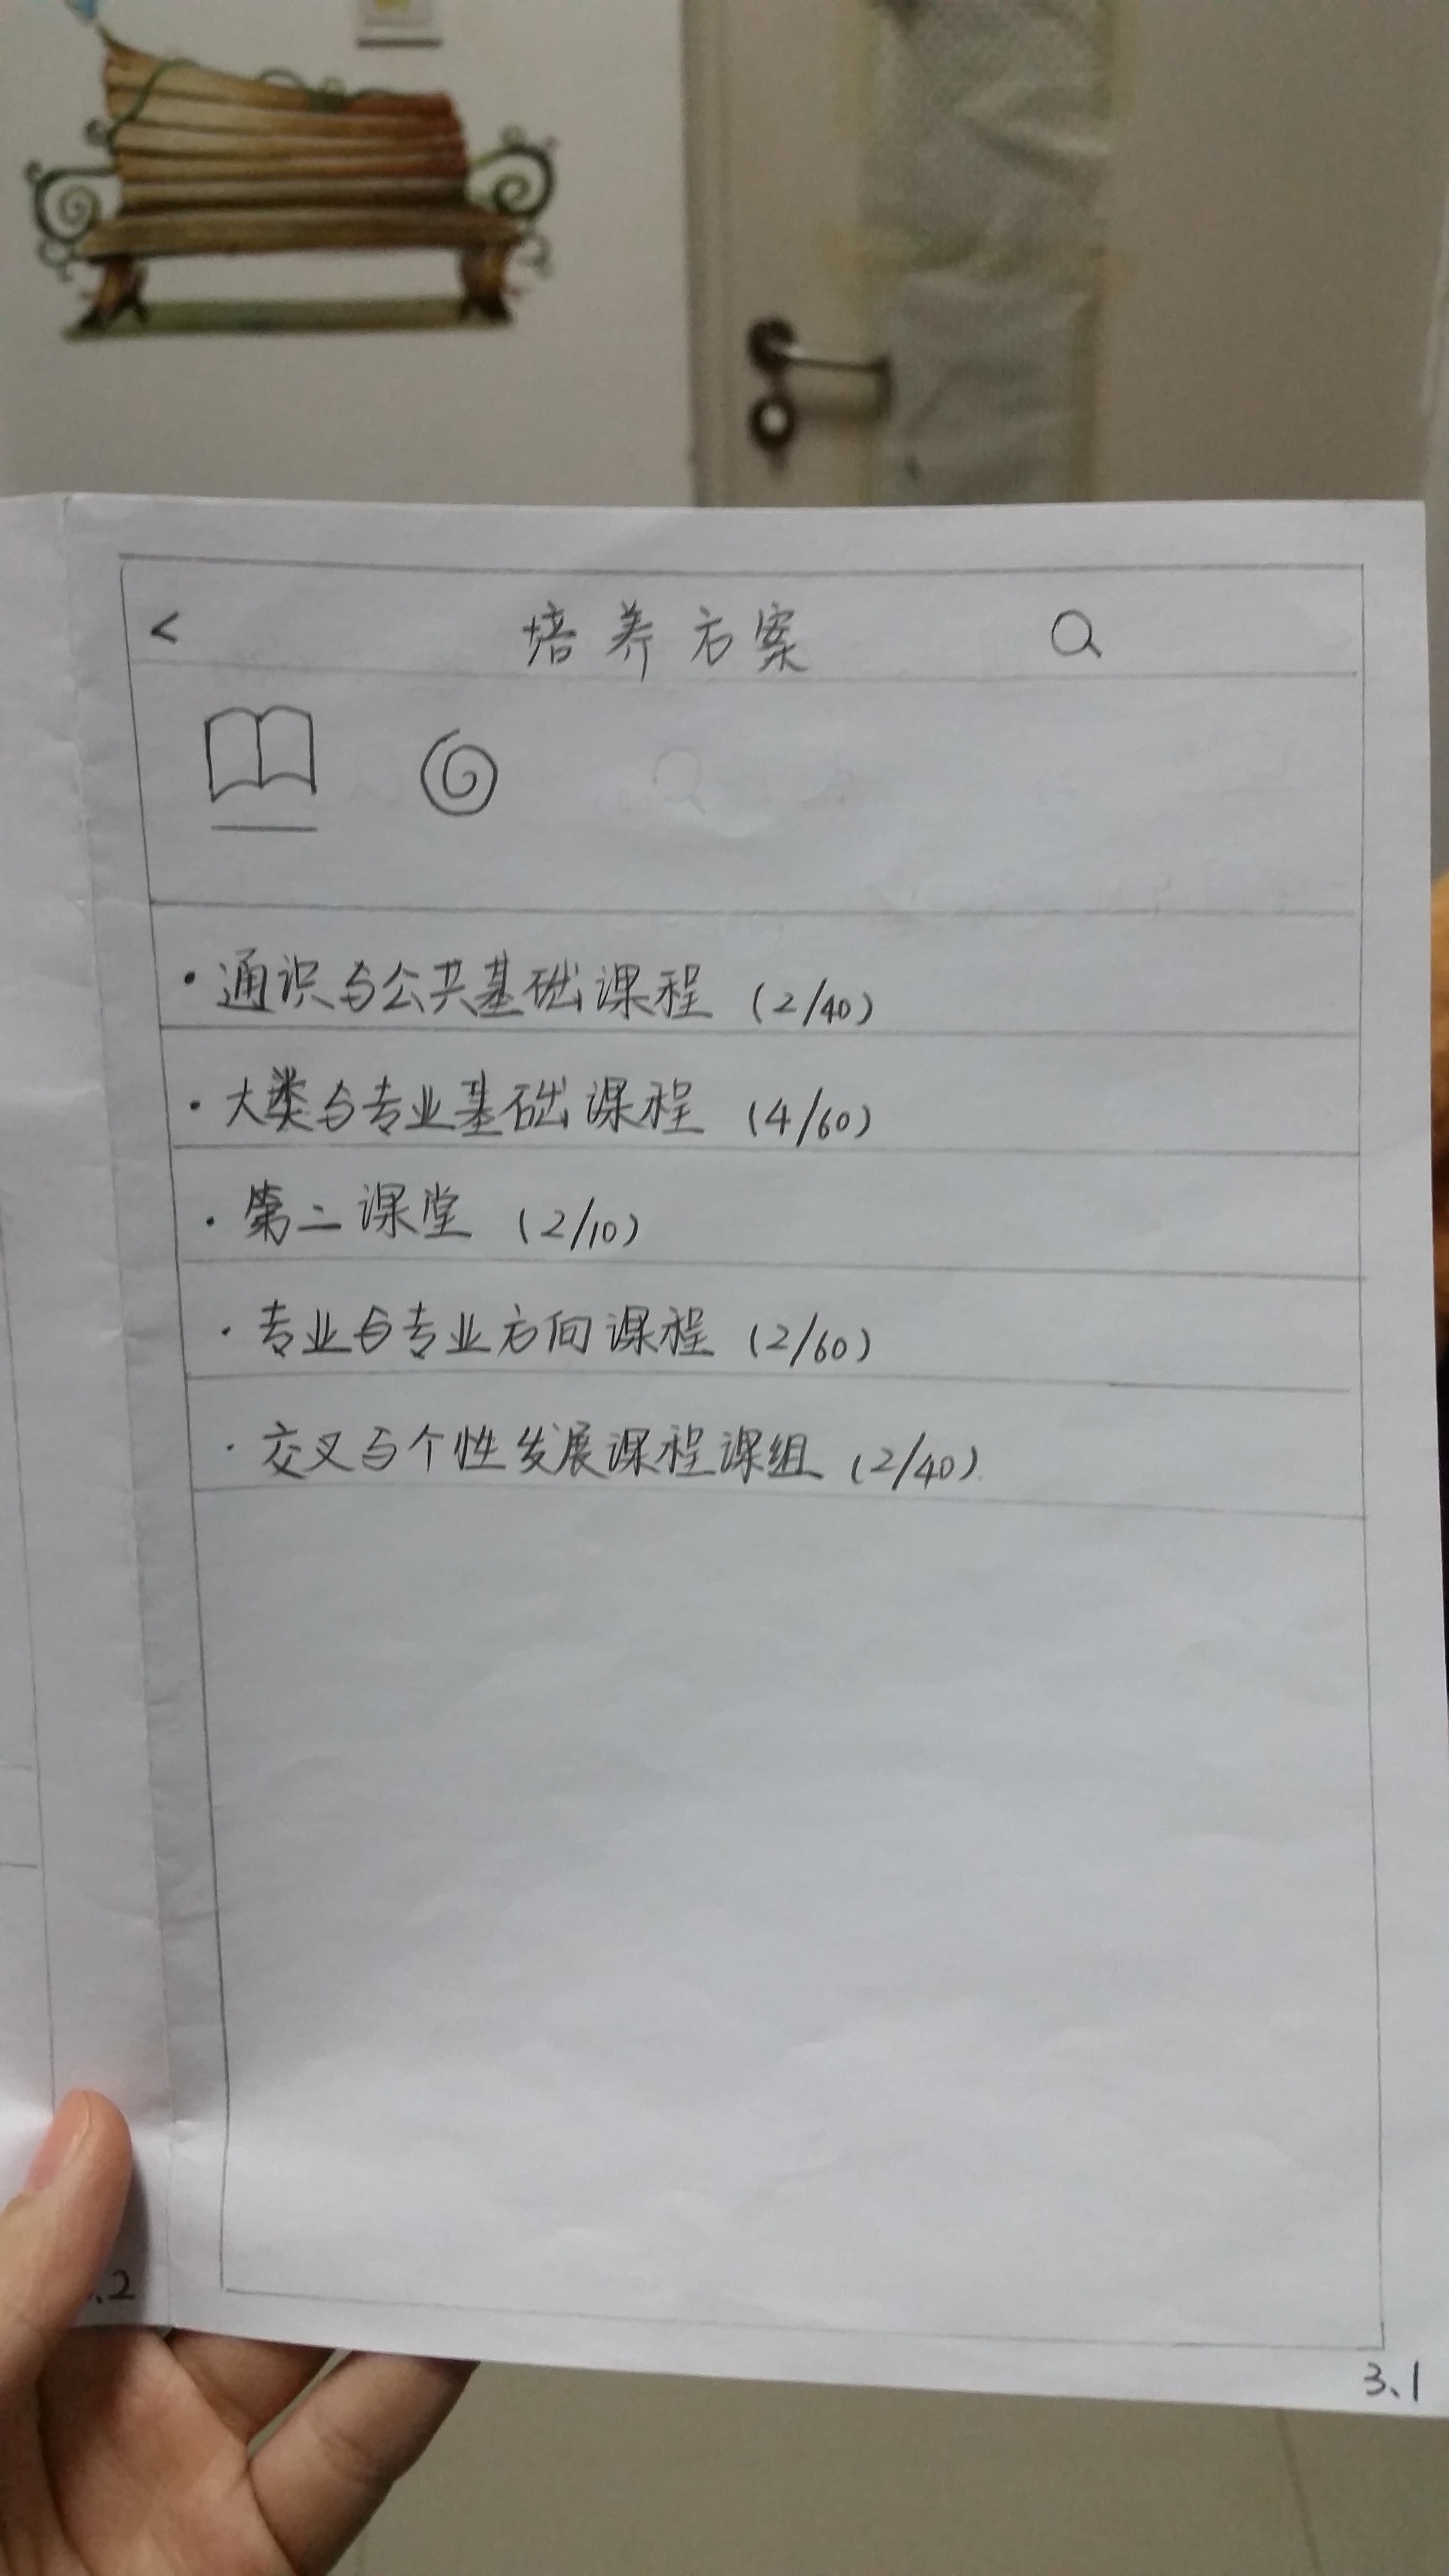 < 培养方案
·通识与公共基础课程 (2/40)
·大类与专业基础课程 (4/60)
·第二课堂 (2/10)
·专业与专业方向课程 (2/60)
·交叉与个性发展课程课组 (2/40)
.2
3.1